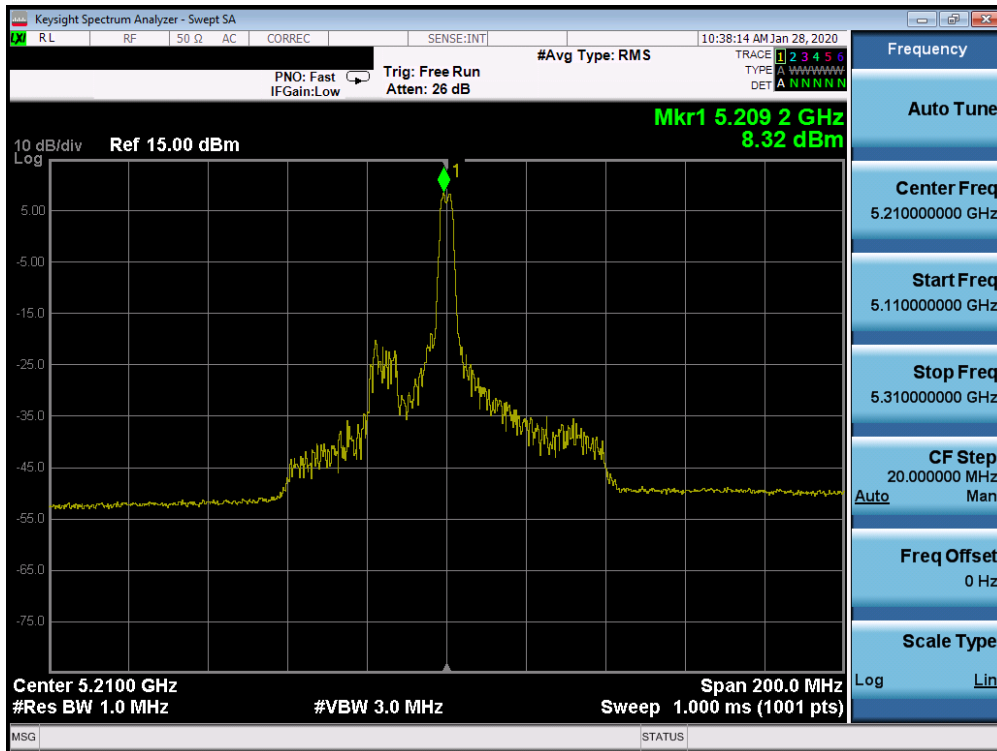 Keysight Spectrum Analyzer - Swept SA
LXI RL RF 50 Ω AC CORREC SENSE:INT 10:38:14 AM Jan 28, 2020
#Avg Type: RMS
TRACE 1 2 3 4 5 6
PNO: Fast Trig: Free Run TYPE A WWWWW
IFGain:Low Atten: 26 dB DET A N N N N N
Mkr1 5.209 2 GHz
8.32 dBm
10 dB/div Ref 15.00 dBm
Log
1
5.00
-5.00
-15.0
-25.0
-35.0
-45.0
-55.0
-65.0
-75.0
Center 5.2100 GHz Span 200.0 MHz
#Res BW 1.0 MHz #VBW 3.0 MHz Sweep 1.000 ms (1001 pts)
MSG STATUS
Frequency
Auto Tune
Center Freq
5.210000000 GHz
Start Freq
5.110000000 GHz
Stop Freq
5.310000000 GHz
CF Step
20.000000 MHz
Auto Man
Freq Offset
0 Hz
Scale Type
Log Lin